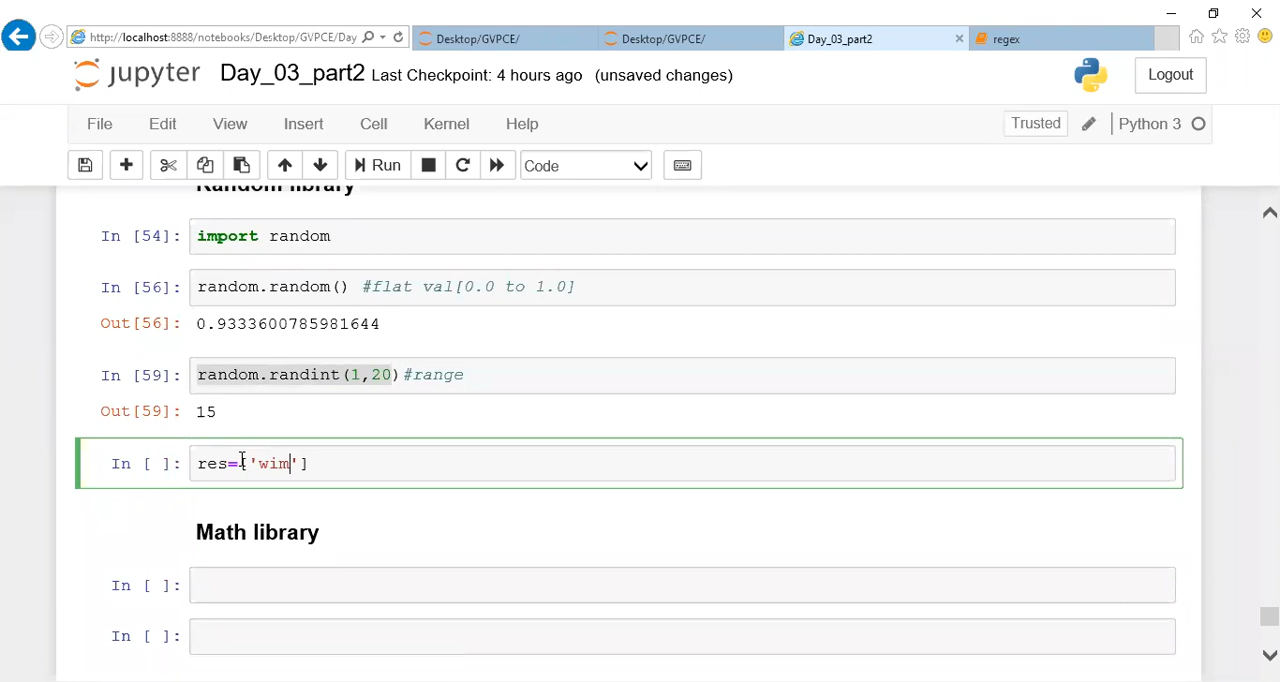 http://localhost:8888/notebooks/Desktop/GVPCE/Day
Desktop/GVPCE/
Desktop/GVPCE/
Day_03_part2
regex
jupyter Day_03_part2 Last Checkpoint: 4 hours ago (unsaved changes)
Logout
File Edit View Insert Cell Kernel Help
Trusted
Python 3
Run
Code
Random library
In [54]: import random
In [56]: random.random() #flat val[0.0 to 1.0]
Out[56]: 0.9333600785981644
In [59]: random.randint(1,20)#range
Out[59]: 15
In [ ]: res=['wim']
Math library
In [ ]:
In [ ]: